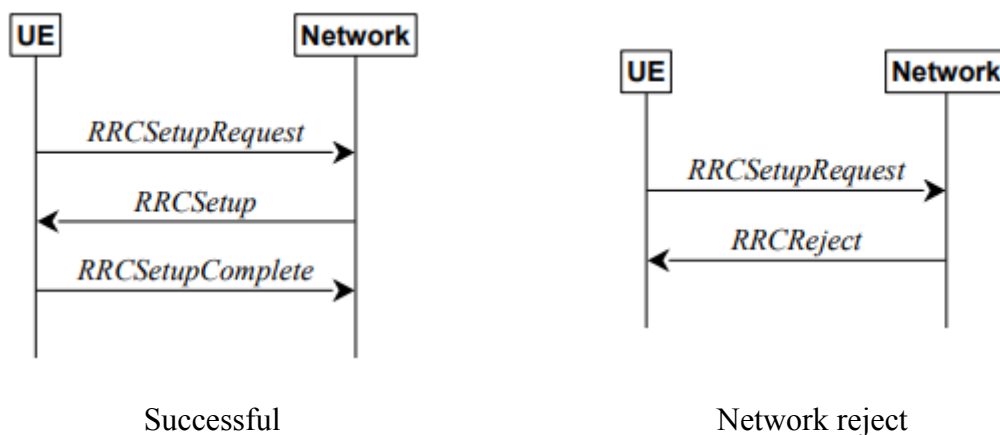 UE
Network
RRCSetupRequest
RRCSetup
RRCSetupComplete
Successful
UE
Network
RRCSetupRequest
RRCReject
Network reject